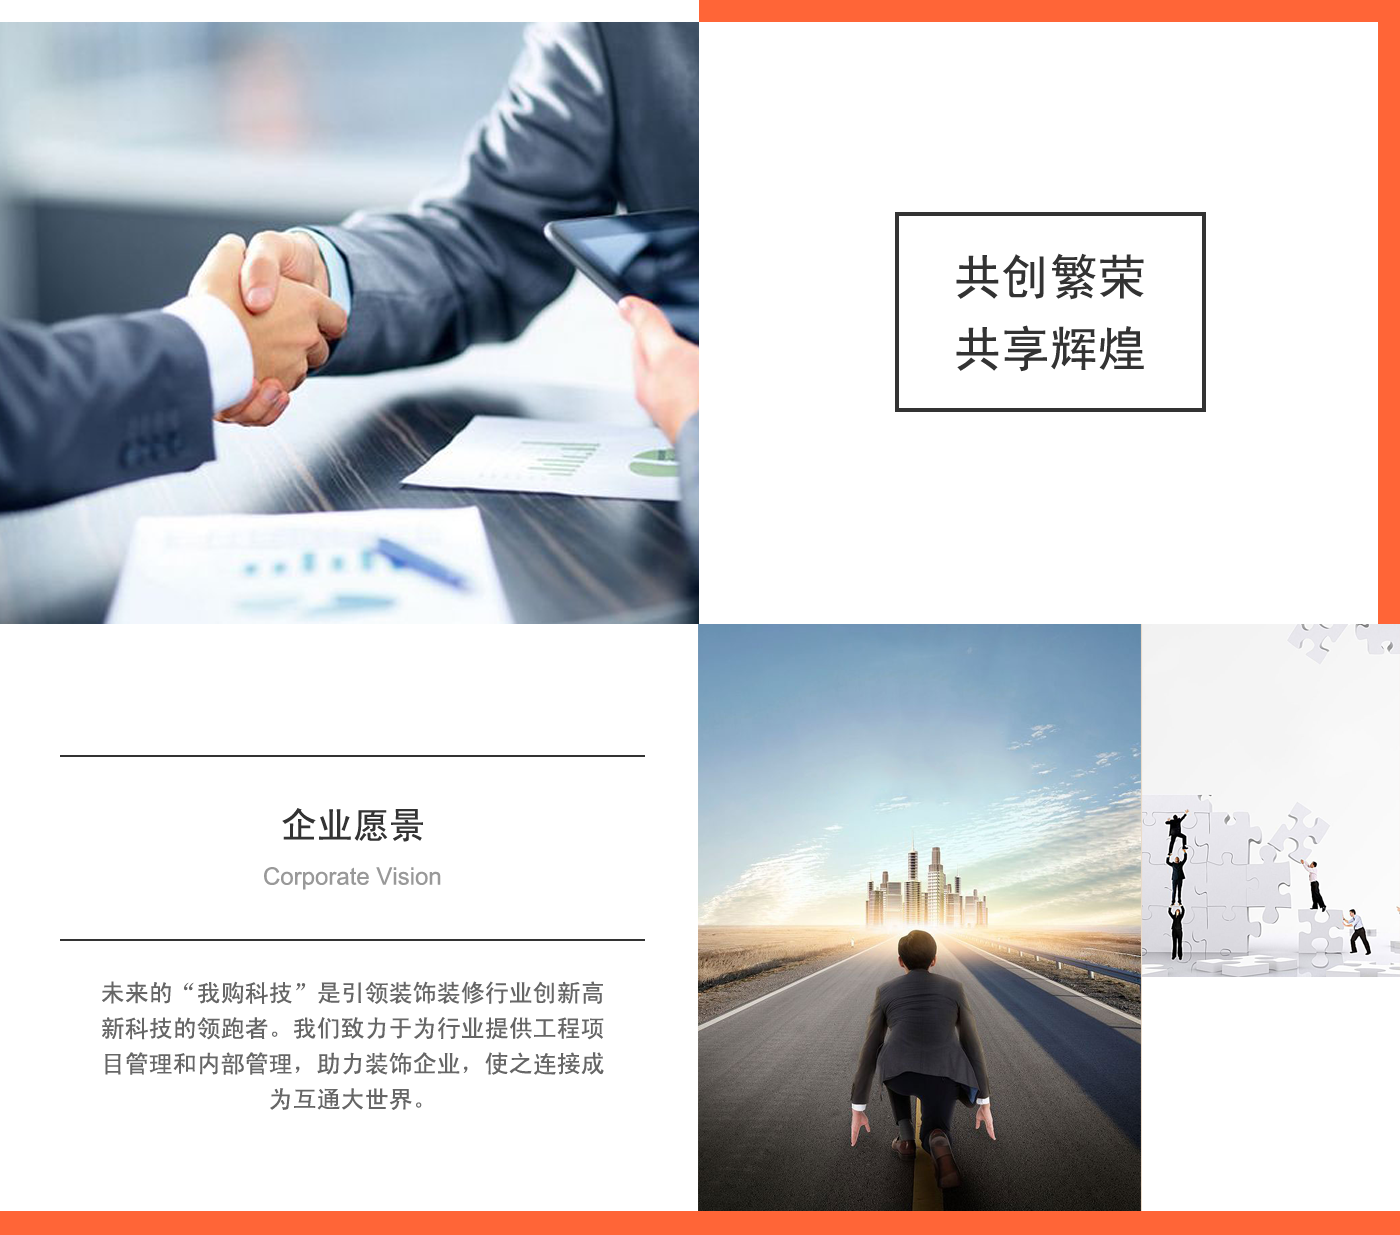 共创繁荣
共享辉煌
企业愿景
Corporate Vision
未来的“我购科技”是引领装饰装修行业创新高
新科技的领跑者。我们致力于为行业提供工程项
目管理和内部管理，助力装饰企业，使之连接成
为互通大世界。